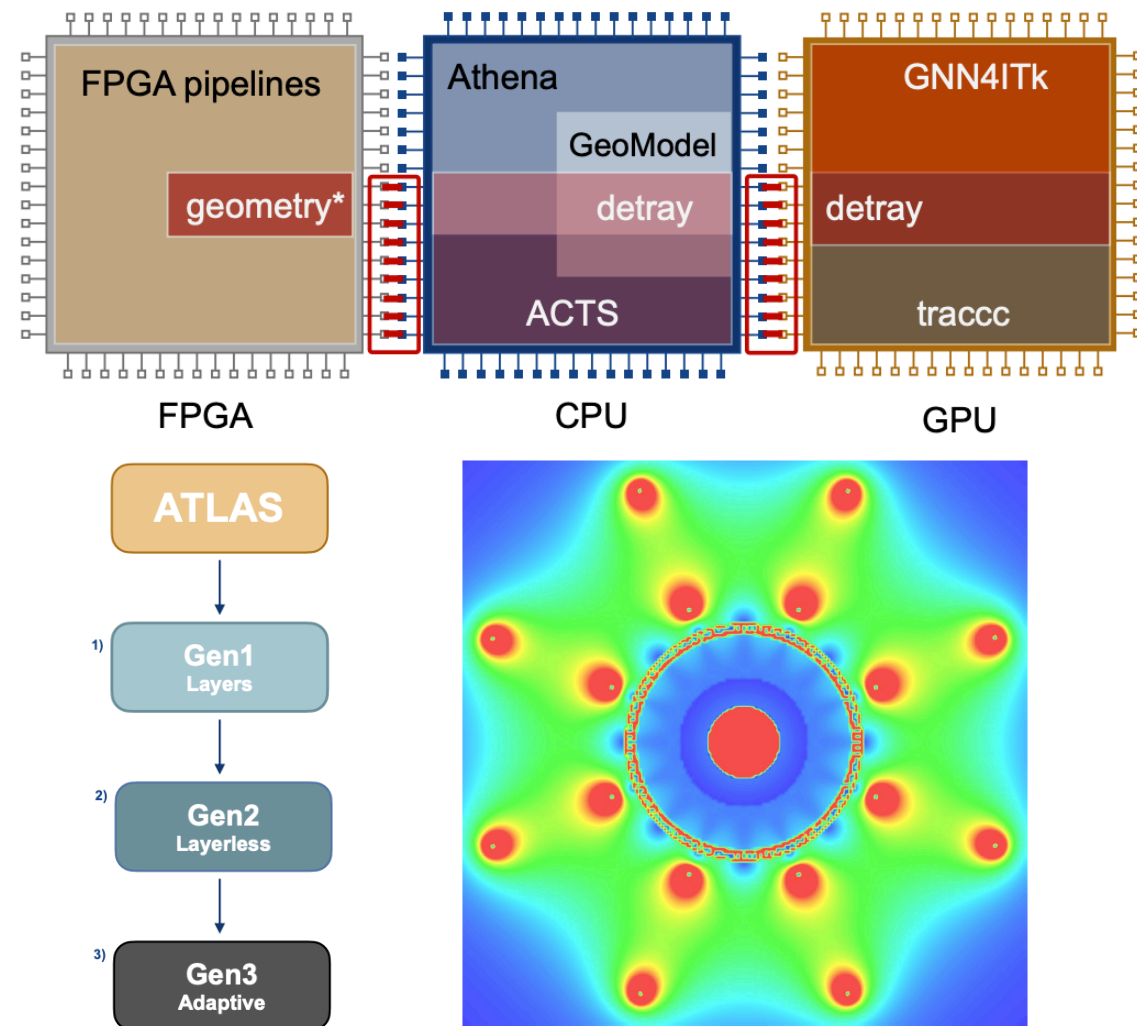 FPGA pipelines
geometry*
Athena
GeoModel
detray
ACTS
GNN4ITk
detray
traccc
FPGA
CPU
GPU
ATLAS
1)
Gen1
Layers
2)
Gen2
Layerless
3)
Gen3
Adaptive